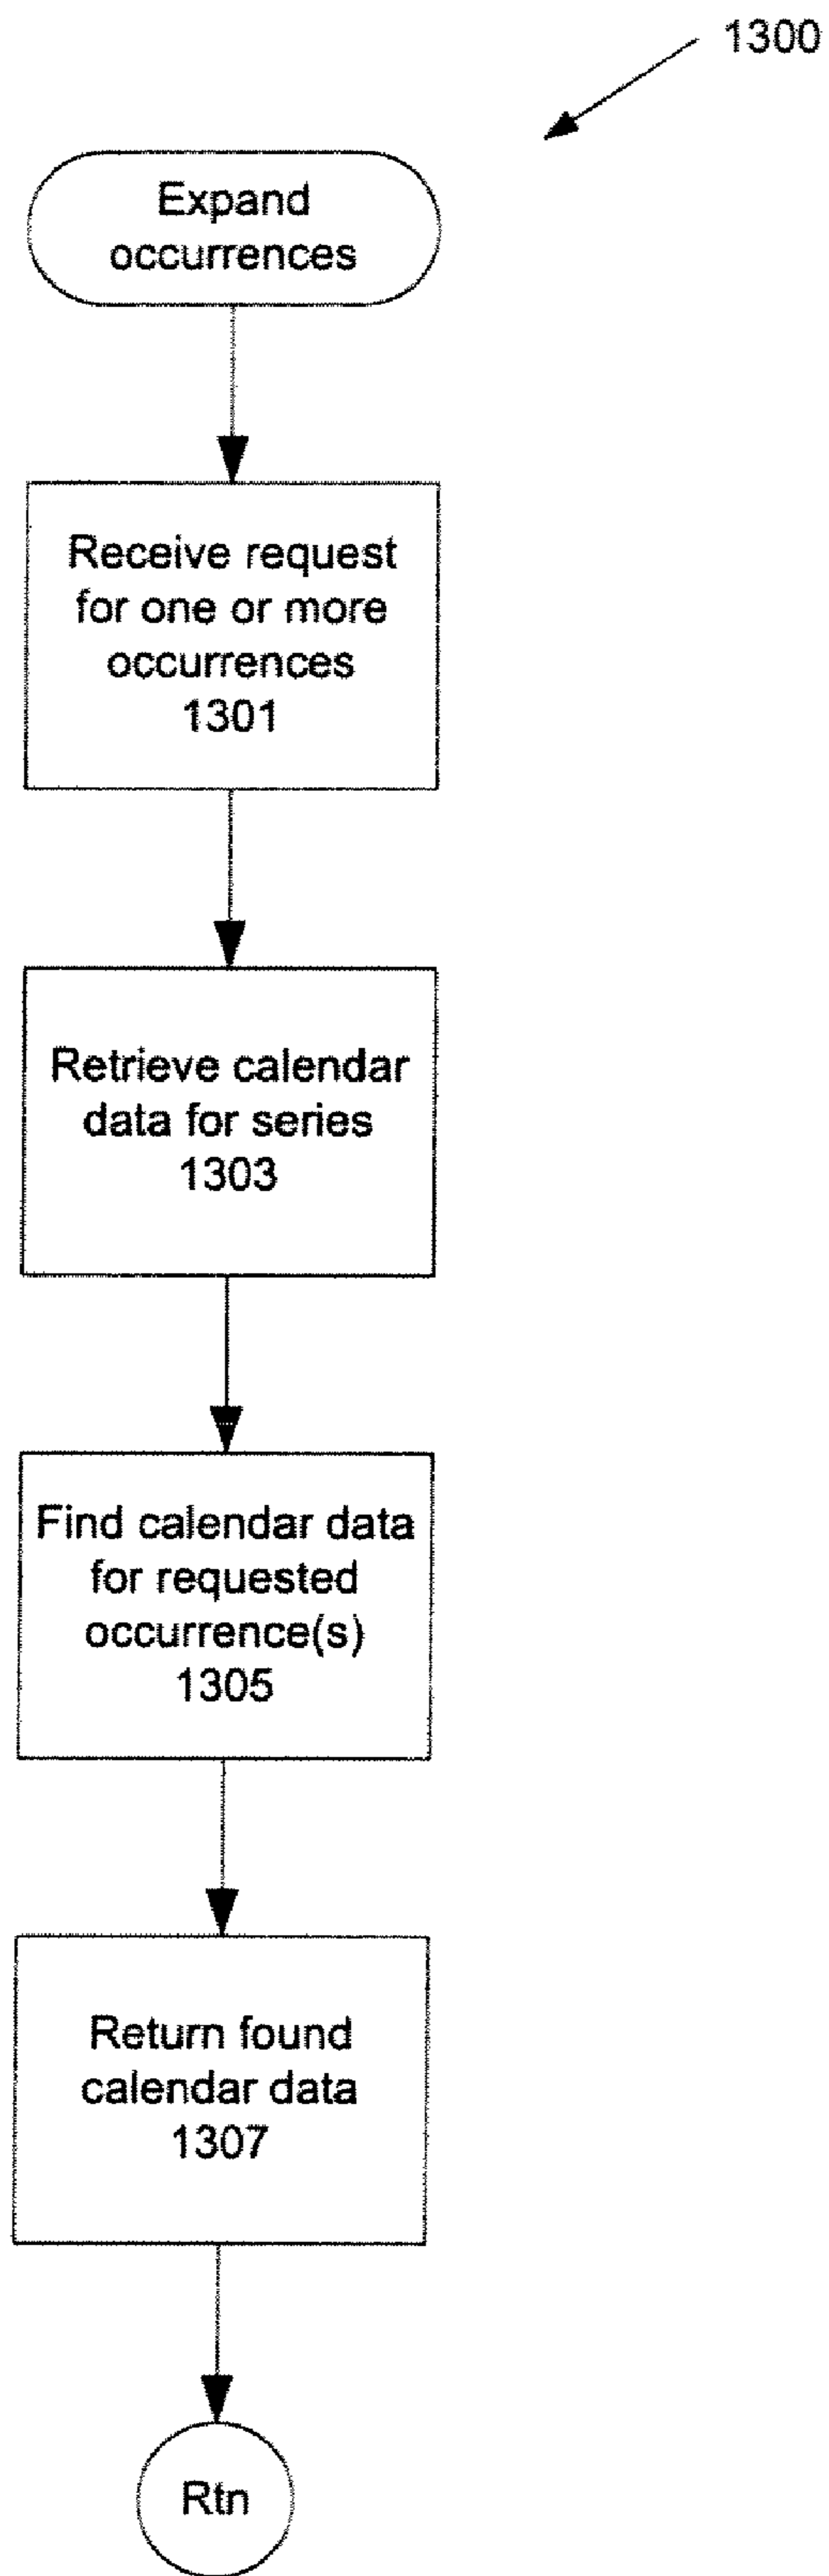 1300
Expand
occurrences
Receive request
for one or more
occurrences
1301
Retrieve calendar
data for series
1303
Find calendar data
for requested
occurrence(s)
1305
Return found
calendar data
1307
Rtn